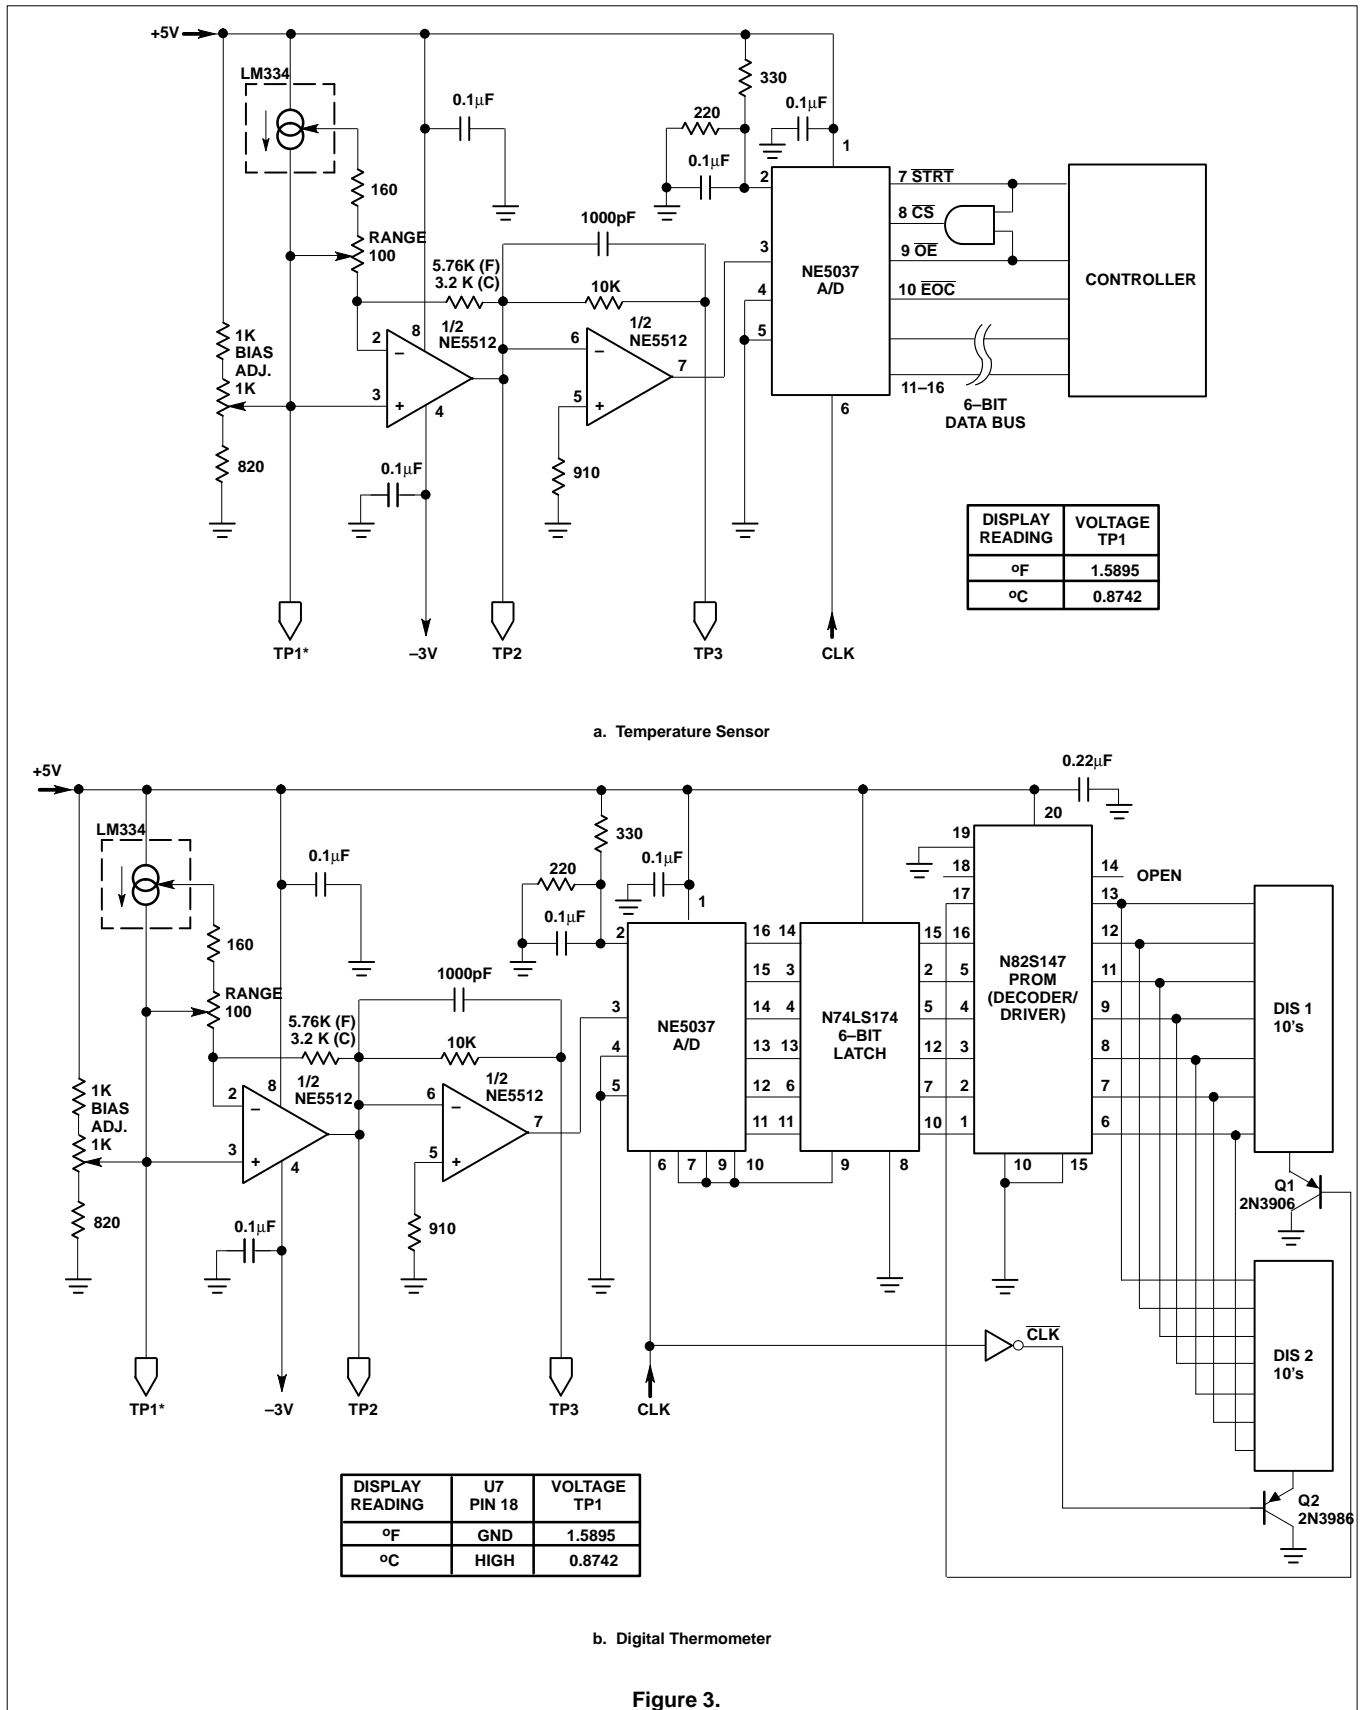 +5V
LM334
0.1μF
330
220
0.1μF
0.1μF
1
160
RANGE
100
1000pF
5.76K (F)
3.2 K (C)
10K
2
3
4
5
NE5037
A/D
7 STRT
8 CS
9 OE
10 EOC
11–16
6
6–BIT
DATA BUS
CONTROLLER
1K
BIAS
ADJ.
1K
820
2
3
8
4
1/2
NE5512
6
5
7
1/2
NE5512
0.1μF
910
DISPLAY READING
VOLTAGE TP1
oF
1.5895
oC
0.8742
TP1*
–3V
TP2
TP3
CLK
a. Temperature Sensor
+5V
0.22μF
LM334
0.1μF
330
220
0.1μF
0.1μF
1
160
RANGE
100
1000pF
5.76K (F)
3.2 K (C)
10K
1K
BIAS
ADJ.
1K
820
2
3
8
4
1/2
NE5512
6
5
7
1/2
NE5512
0.1μF
910
2
3
4
5
NE5037
A/D
16 14
15 3
14 4
13 13
12 6
11 11
6 7 9 10
N74LS174
6–BIT
LATCH
15 16
2 5
5 4
12 3
7 2
10 1
9 8
19
18
17
20
N82S147
PROM
(DECODER/
DRIVER)
14 OPEN
13
12
11
9
8
7
6
10 15
DIS 1
10's
Q1
2N3906
DIS 2
10's
Q2
2N3986
CLK
TP1*
–3V
TP2
TP3
CLK
DISPLAY READING
U7 PIN 18
VOLTAGE TP1
oF
GND
1.5895
oC
HIGH
0.8742
b. Digital Thermometer
Figure 3.